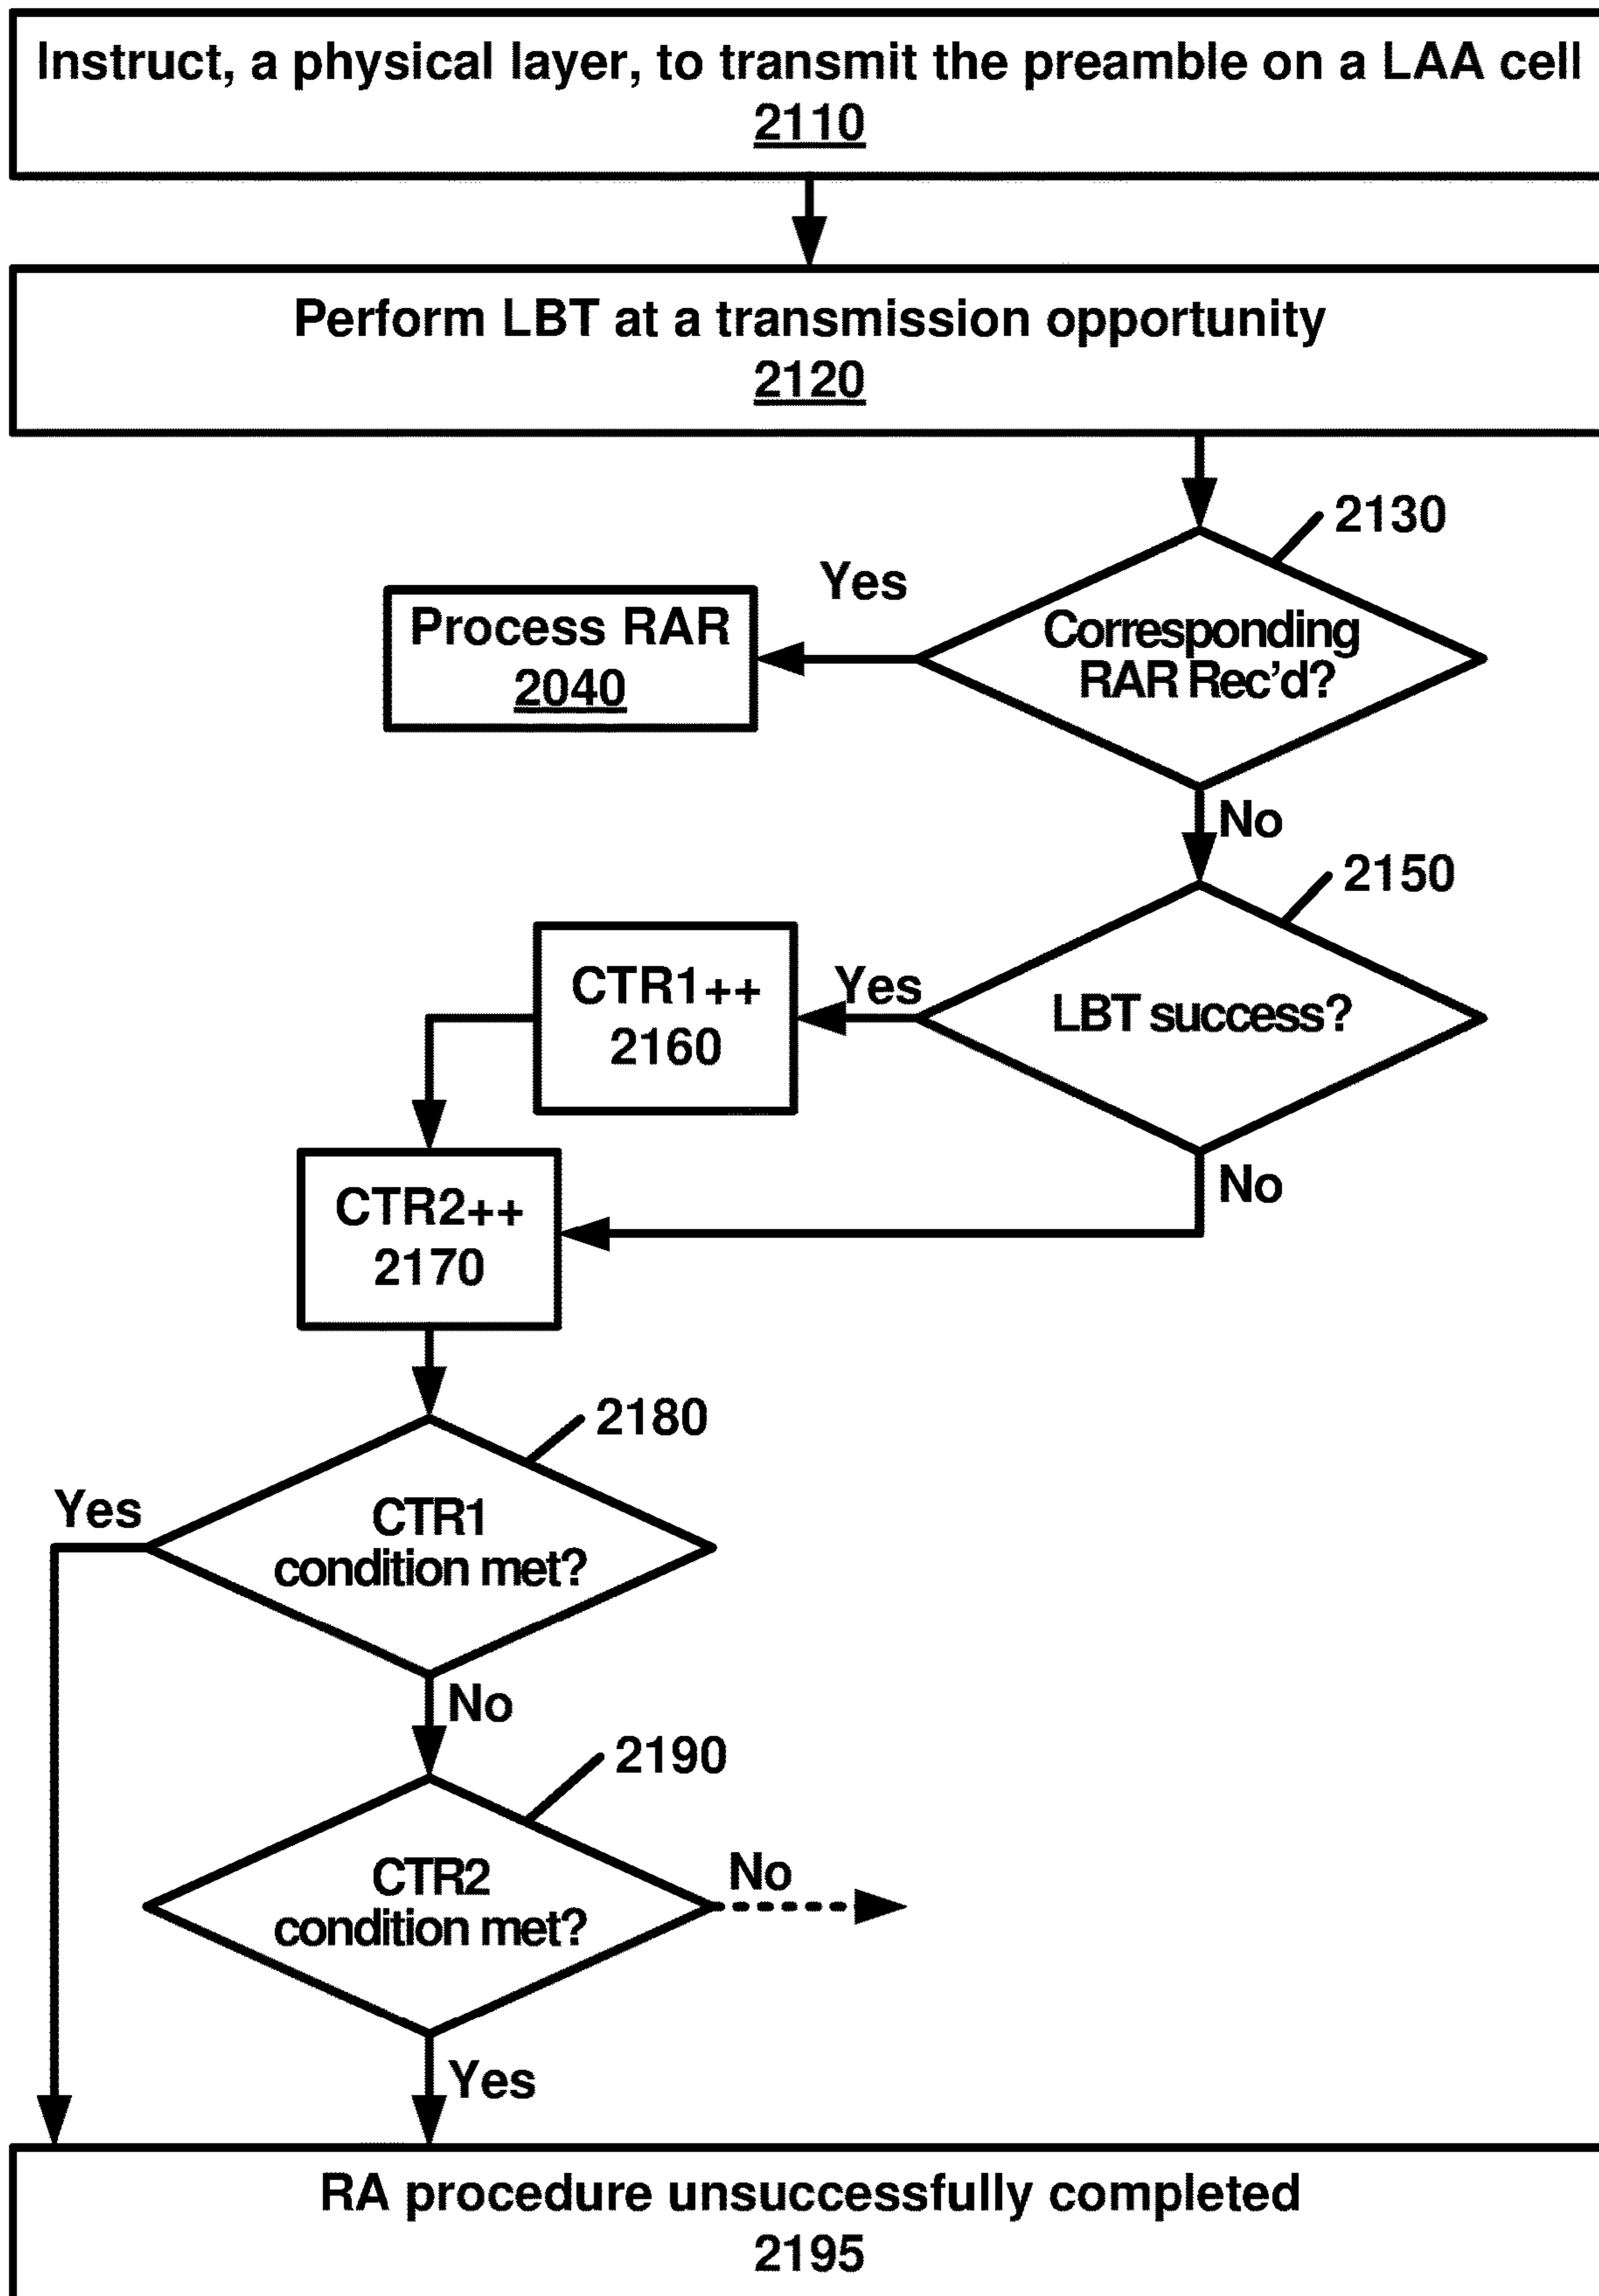 Instruct, a physical layer, to transmit the preamble on a LAA cell
2110
Perform LBT at a transmission opportunity
2120
2130
Yes
Corresponding
RAR Rec'd?
Process RAR
2040
No
2150
CTR1++
2160
Yes
LBT success?
No
CTR2++
2170
2180
Yes
CTR1
condition met?
No
2190
CTR2
condition met?
No
Yes
RA procedure unsuccessfully completed
2195